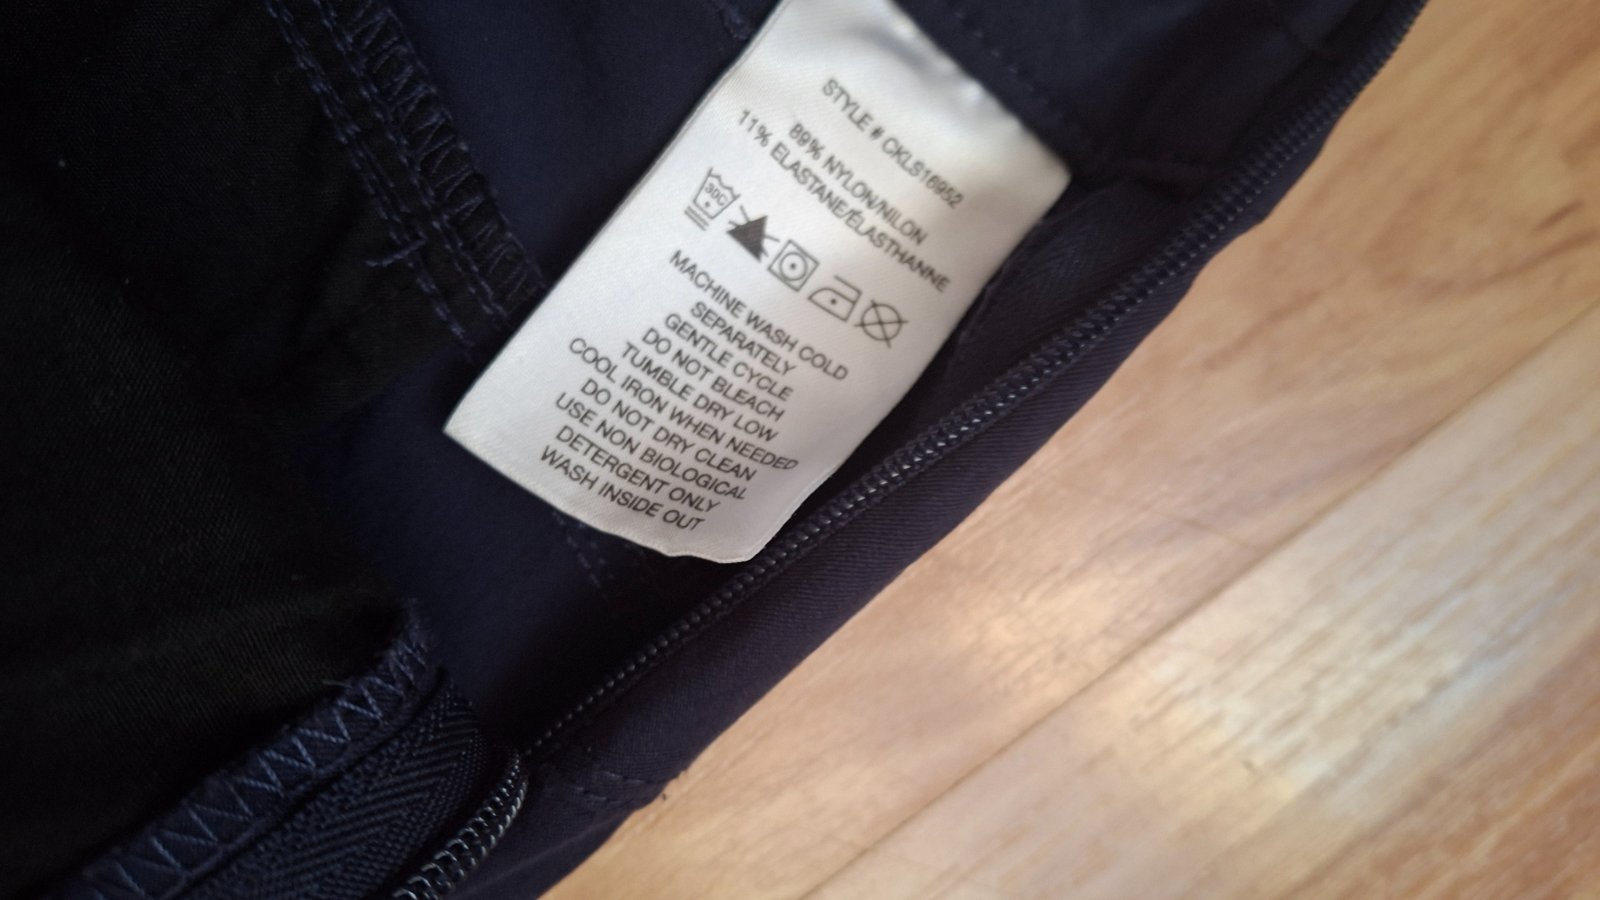 STYLE # CKLS16952
89% NYLON/NILON
11% ELASTANE/ÉLASTHANNE
30C
MACHINE WASH COLD
SEPARATELY
GENTLE CYCLE
DO NOT BLEACH
TUMBLE DRY LOW
COOL IRON WHEN NEEDED
DO NOT DRY CLEAN
USE NON BIOLOGICAL
DETERGENT ONLY
WASH INSIDE OUT